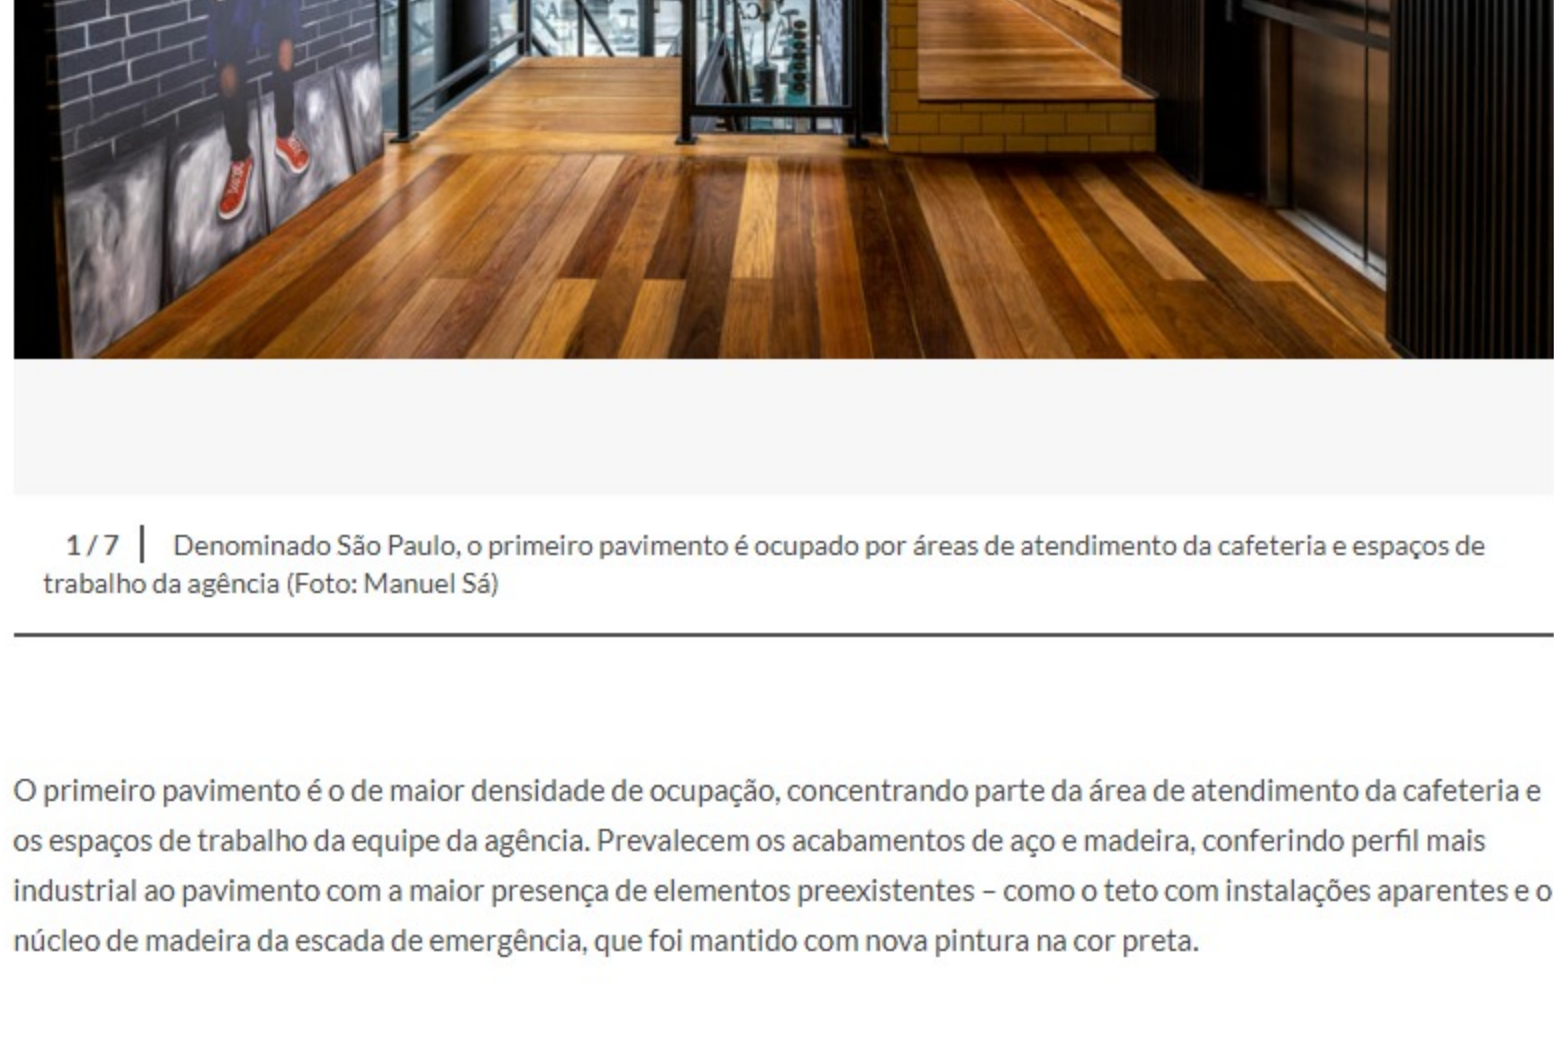 1 / 7 | Denominado São Paulo, o primeiro pavimento é ocupado por áreas de atendimento da cafeteria e espaços de
trabalho da agência (Foto: Manuel Sá)
O primeiro pavimento é o de maior densidade de ocupação, concentrando parte da área de atendimento da cafeteria e
os espaços de trabalho da equipe da agência. Prevalecem os acabamentos de aço e madeira, conferindo perfil mais
industrial ao pavimento com a maior presença de elementos preexistentes – como o teto com instalações aparentes e o
núcleo de madeira da escada de emergência, que foi mantido com nova pintura na cor preta.